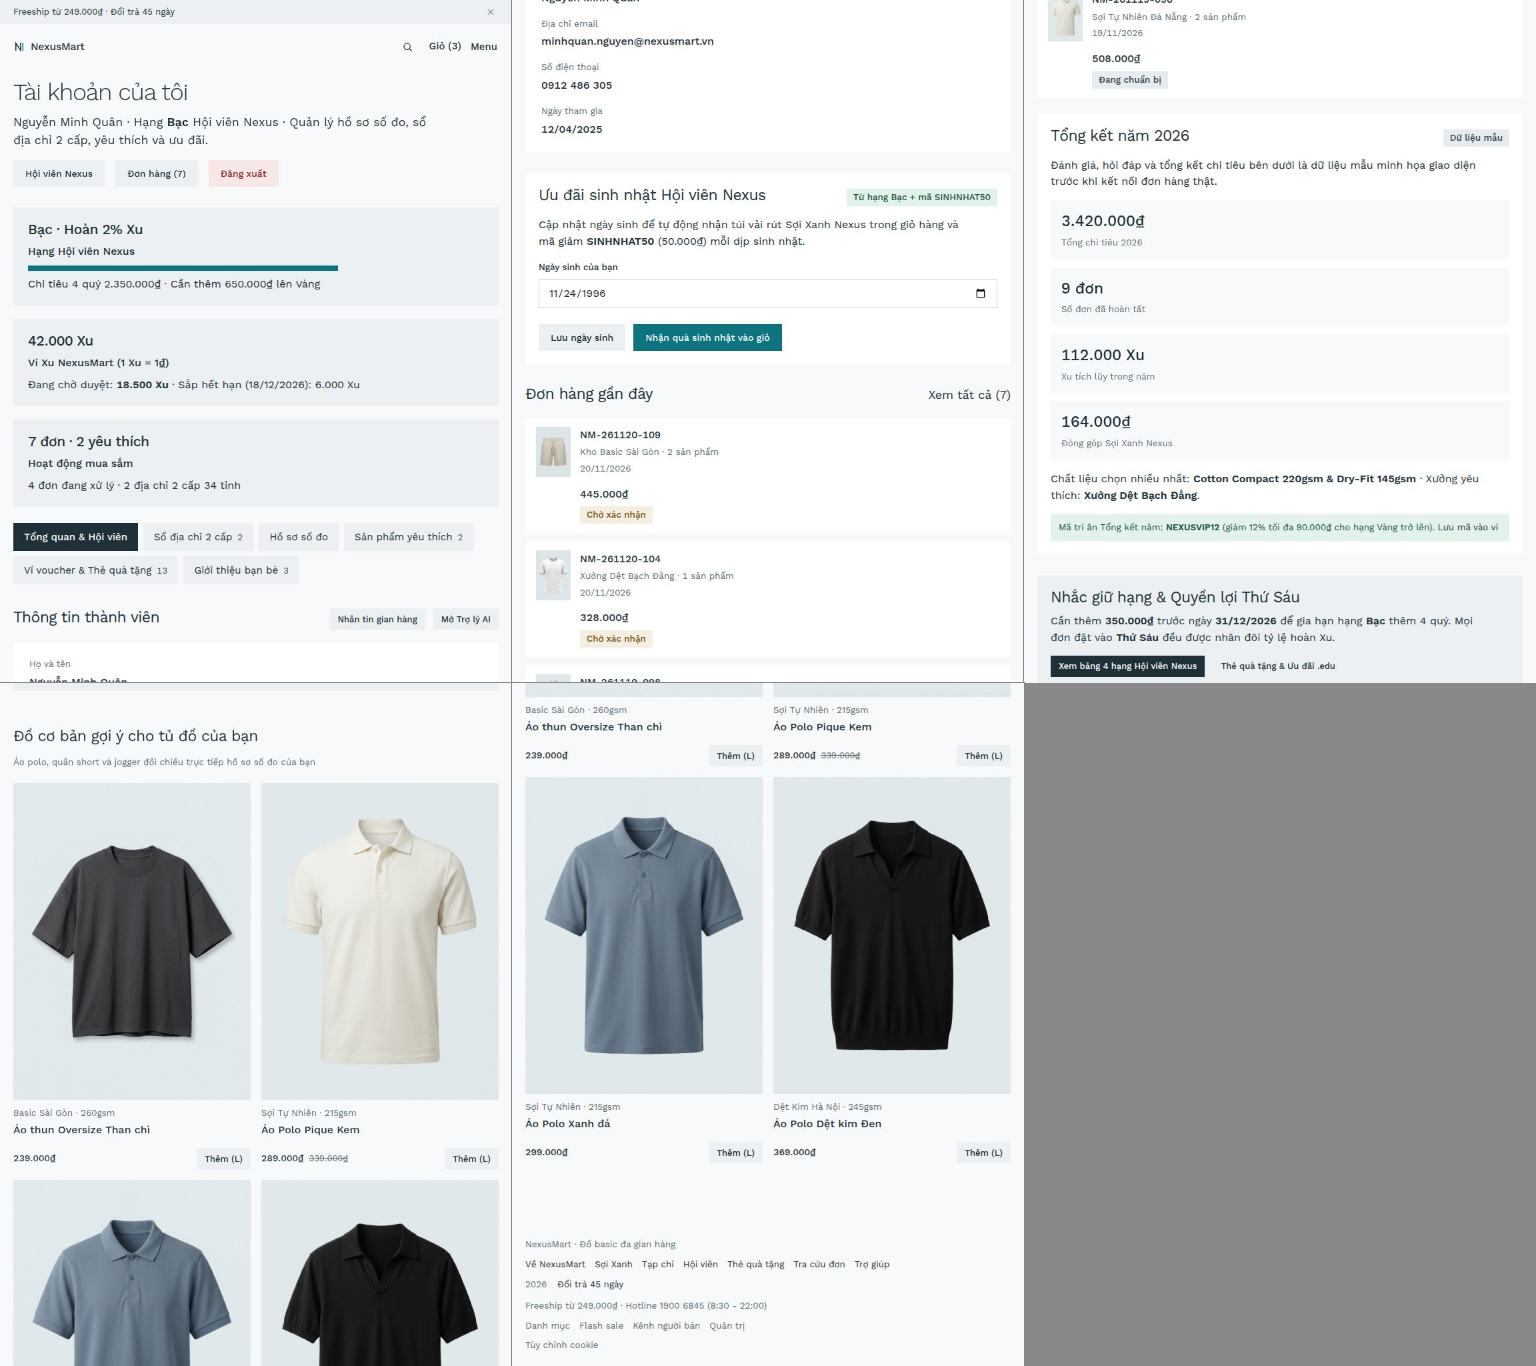 Freeship từ 249.000₫ · Đổi trả 45 ngày
×
NexusMart
Giỏ (3)
Menu
Tài khoản của tôi
Nguyễn Minh Quân · Hạng Bạc Hội viên Nexus · Quản lý hồ sơ số đo, sổ
địa chỉ 2 cấp, yêu thích và ưu đãi.
Hội viên Nexus
Đơn hàng (7)
Đăng xuất
Bạc · Hoàn 2% Xu
Hạng Hội viên Nexus
Chi tiêu 4 quý 2.350.000₫ · Cần thêm 650.000₫ lên Vàng
42.000 Xu
Ví Xu NexusMart (1 Xu = 1₫)
Đang chờ duyệt: 18.500 Xu · Sắp hết hạn (18/12/2026): 6.000 Xu
7 đơn · 2 yêu thích
Hoạt động mua sắm
4 đơn đang xử lý · 2 địa chỉ 2 cấp 34 tỉnh
Tổng quan & Hội viên
Sổ địa chỉ 2 cấp 2
Hồ sơ số đo
Sản phẩm yêu thích 2
Ví voucher & Thẻ quà tặng 13
Giới thiệu bạn bè 3
Thông tin thành viên
Nhắn tin gian hàng
Mở Trợ lý AI
Họ và tên
Nguyễn Minh Quân
Nguyễn Minh Quân
Địa chỉ email
minhquan.nguyen@nexusmart.vn
Số điện thoại
0912 486 305
Ngày tham gia
12/04/2025
Ưu đãi sinh nhật Hội viên Nexus
Từ hạng Bạc + mã SINHNHAT50
Cập nhật ngày sinh để tự động nhận túi vải rút Sợi Xanh Nexus trong giỏ hàng và
mã giảm SINHNHAT50 (50.000₫) mỗi dịp sinh nhật.
Ngày sinh của bạn
11/24/1996
Lưu ngày sinh
Nhận quà sinh nhật vào giỏ
Đơn hàng gần đây
Xem tất cả (7)
NM-261120-109
Kho Basic Sài Gòn · 2 sản phẩm
20/11/2026
445.000₫
Chờ xác nhận
NM-261120-104
Xưởng Dệt Bạch Đằng · 1 sản phẩm
20/11/2026
328.000₫
Chờ xác nhận
NM-261119-098
NM-261119-098
Sợi Tự Nhiên Đà Nẵng · 2 sản phẩm
19/11/2026
508.000₫
Đang chuẩn bị
Tổng kết năm 2026
Dữ liệu mẫu
Đánh giá, hỏi đáp và tổng kết chi tiêu bên dưới là dữ liệu mẫu minh họa giao diện
trước khi kết nối đơn hàng thật.
3.420.000₫
Tổng chi tiêu 2026
9 đơn
Số đơn đã hoàn tất
112.000 Xu
Xu tích lũy trong năm
164.000₫
Đóng góp Sợi Xanh Nexus
Chất liệu chọn nhiều nhất: Cotton Compact 220gsm & Dry-Fit 145gsm · Xưởng yêu
thích: Xưởng Dệt Bạch Đằng.
Mã tri ân Tổng kết năm: NEXUSVIP12 (giảm 12% tối đa 90.000₫ cho hạng Vàng trở lên). Lưu mã vào ví
Nhắc giữ hạng & Quyền lợi Thứ Sáu
Cần thêm 350.000₫ trước ngày 31/12/2026 để gia hạn hạng Bạc thêm 4 quý. Mọi
đơn đặt vào Thứ Sáu đều được nhân đôi tỷ lệ hoàn Xu.
Xem bảng 4 hạng Hội viên Nexus
Thẻ quà tặng & Ưu đãi .edu
Đồ cơ bản gợi ý cho tủ đồ của bạn
Áo polo, quần short và jogger đối chiếu trực tiếp hồ sơ số đo của bạn
Basic Sài Gòn · 260gsm
Áo thun Oversize Than chì
239.000₫
Thêm (L)
Sợi Tự Nhiên · 215gsm
Áo Polo Pique Kem
289.000₫ 339.000₫
Thêm (L)
Basic Sài Gòn · 260gsm
Áo thun Oversize Than chì
239.000₫
Thêm (L)
Sợi Tự Nhiên · 215gsm
Áo Polo Pique Kem
289.000₫ 339.000₫
Thêm (L)
Sợi Tự Nhiên · 215gsm
Áo Polo Xanh đá
299.000₫
Thêm (L)
Dệt Kim Hà Nội · 245gsm
Áo Polo Dệt kim Đen
369.000₫
Thêm (L)
NexusMart · Đồ basic đa gian hàng
Về NexusMart Sợi Xanh Tạp chí Hội viên Thẻ quà tặng Tra cứu đơn Trợ giúp
2026 Đổi trả 45 ngày
Freeship từ 249.000₫ · Hotline 1900 6845 (8:30 – 22:00)
Danh mục Flash sale Kênh người bán Quản trị
Tùy chỉnh cookie